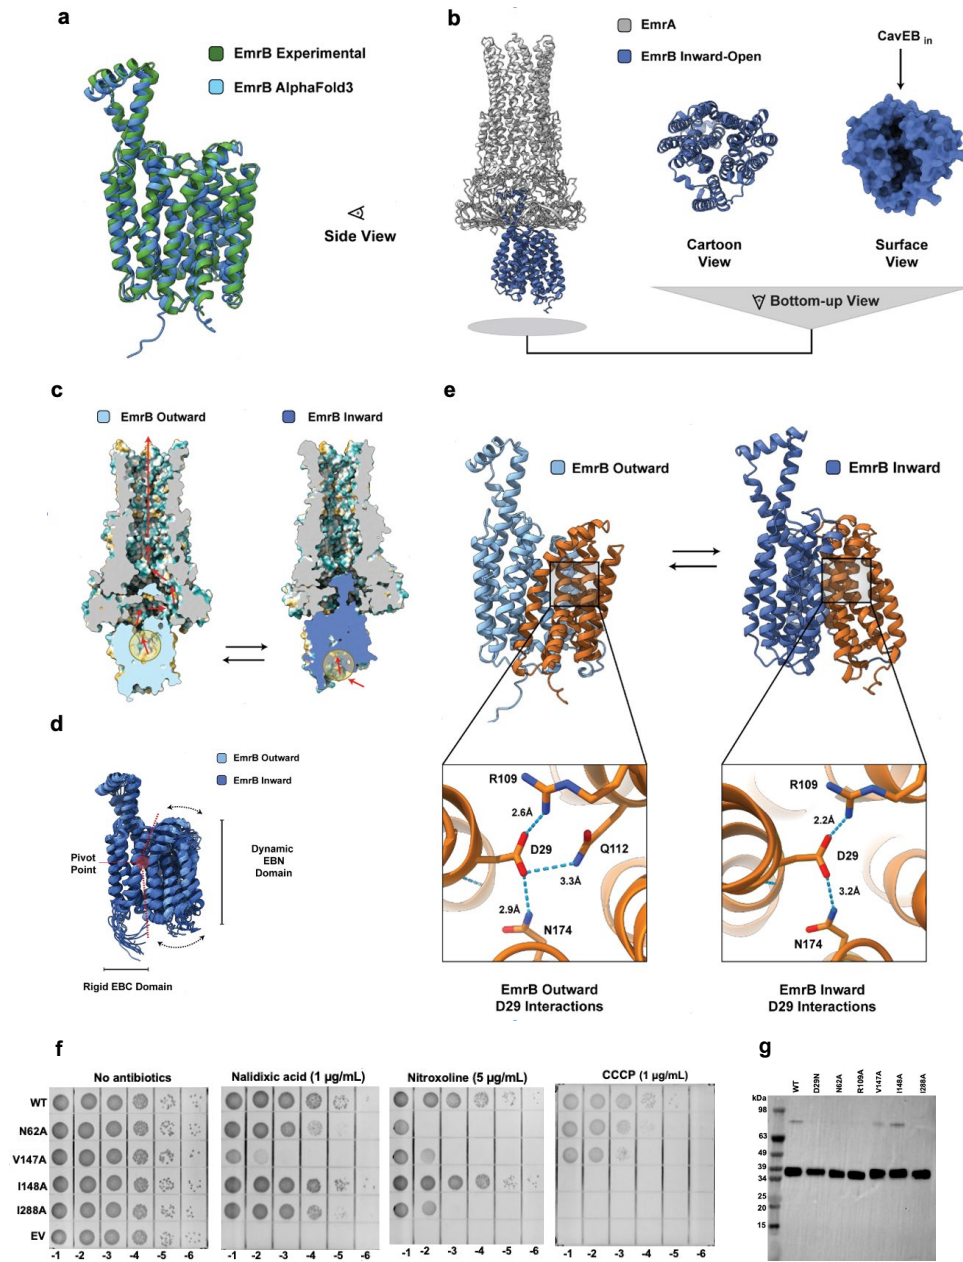 a
EmrB Experimental
EmrB AlphaFold3
Side View
b
EmrA
EmrB Inward-Open
CavEB in
Cartoon
View
Surface
View
Bottom-up View
c
EmrB Outward
EmrB Inward
d
EmrB Outward
EmrB Inward
Pivot
Point
Dynamic
EBN
Domain
Rigid EBC Domain
e
EmrB Outward
EmrB Inward
R109
2.6Å
D29
Q112
3.3Å
2.9Å
N174
R109
2.2Å
D29
3.2Å
N174
EmrB Outward
D29 Interactions
EmrB Inward
D29 Interactions
f
No antibiotics
Nalidixic acid (1 µg/mL)
Nitroxoline (5 µg/mL)
CCCP (1 µg/mL)
WT
N62A
V147A
I148A
I288A
EV
-1 -2 -3 -4 -5 -6
-1 -2 -3 -4 -5 -6
-1 -2 -3 -4 -5 -6
-1 -2 -3 -4 -5 -6
g
WT D29N N62A R109A V147A I148A I288A
kDa
98
63
49
39
34
25
20
15